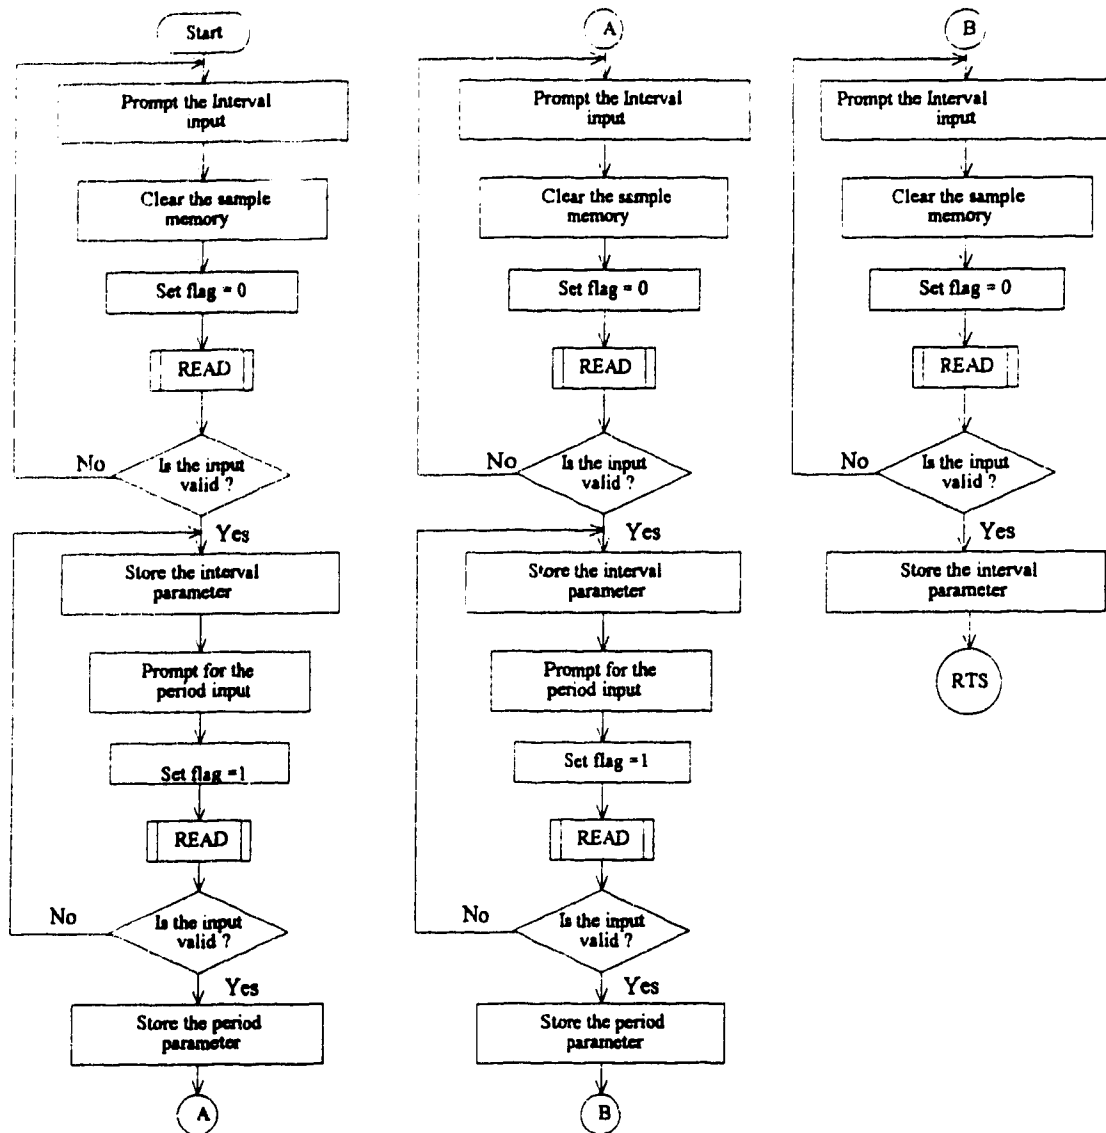 Start
Prompt the Interval
input
Clear the sample
memory
Set flag = 0
READ
Is the input
valid ?
No
Yes
Store the interval
parameter
Prompt for the
period input
Set flag =1
READ
Is the input
valid ?
No
Yes
Store the period
parameter
A
A
Prompt the Interval
input
Clear the sample
memory
Set flag = 0
READ
Is the input
valid ?
No
Yes
Store the interval
parameter
Prompt for the
period input
Set flag =1
READ
Is the input
valid ?
No
Yes
Store the period
parameter
B
B
Prompt the Interval
input
Clear the sample
memory
Set flag = 0
READ
Is the input
valid ?
No
Yes
Store the interval
parameter
RTS